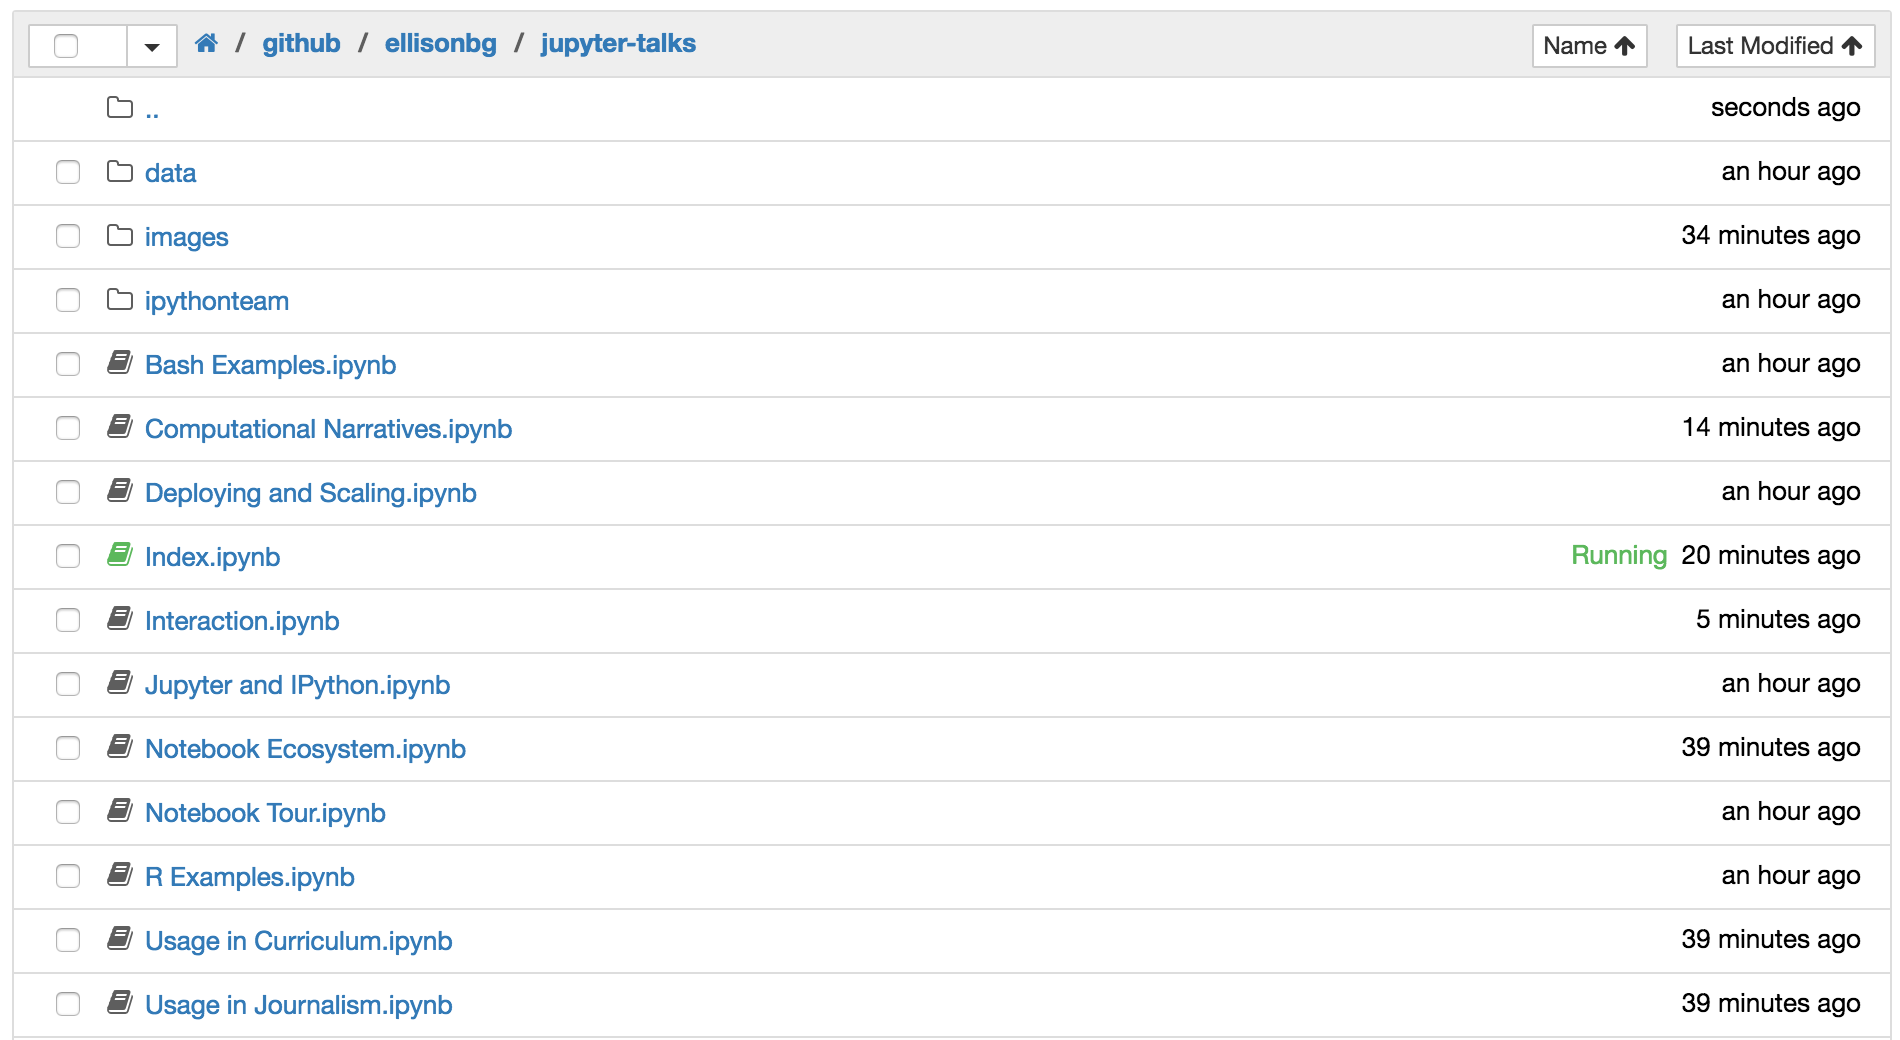 / github / ellisonbg / jupyter-talks Name Last Modified
.. seconds ago
data an hour ago
images 34 minutes ago
ipythonteam an hour ago
Bash Examples.ipynb an hour ago
Computational Narratives.ipynb 14 minutes ago
Deploying and Scaling.ipynb an hour ago
Index.ipynb Running 20 minutes ago
Interaction.ipynb 5 minutes ago
Jupyter and IPython.ipynb an hour ago
Notebook Ecosystem.ipynb 39 minutes ago
Notebook Tour.ipynb an hour ago
R Examples.ipynb an hour ago
Usage in Curriculum.ipynb 39 minutes ago
Usage in Journalism.ipynb 39 minutes ago